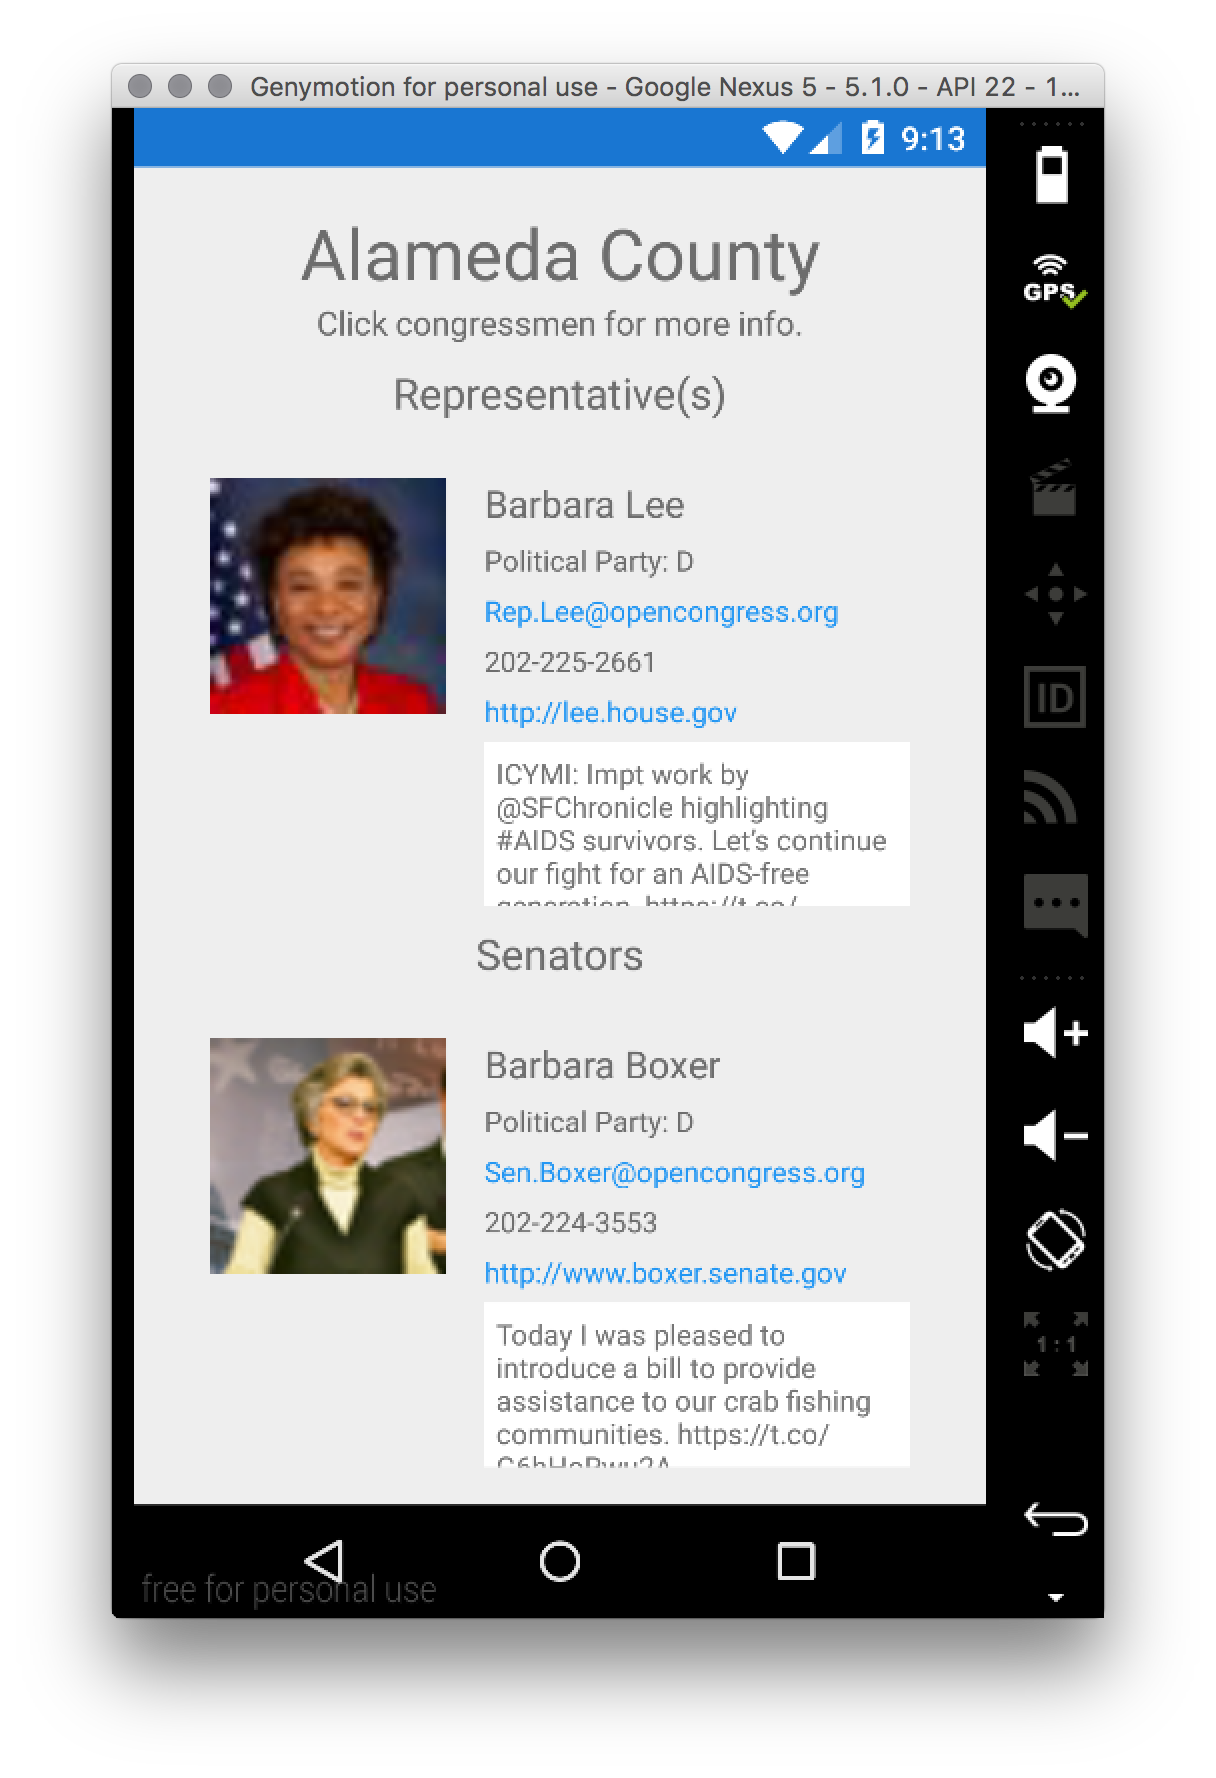 Genymotion for personal use - Google Nexus 5 - 5.1.0 - API 22 - 1...
9:13
Alameda County
Click congressmen for more info.
Representative(s)
Barbara Lee
Political Party: D
Rep.Lee@opencongress.org
202-225-2661
http://lee.house.gov
ICYMI: Impt work by
@SFChronicle highlighting
#AIDS survivors. Let's continue
our fight for an AIDS-free
generation. https://t.co/
Senators
Barbara Boxer
Political Party: D
Sen.Boxer@opencongress.org
202-224-3553
http://www.boxer.senate.gov
Today I was pleased to
introduce a bill to provide
assistance to our crab fishing
communities. https://t.co/
free for personal use
GPS
ID
1:1